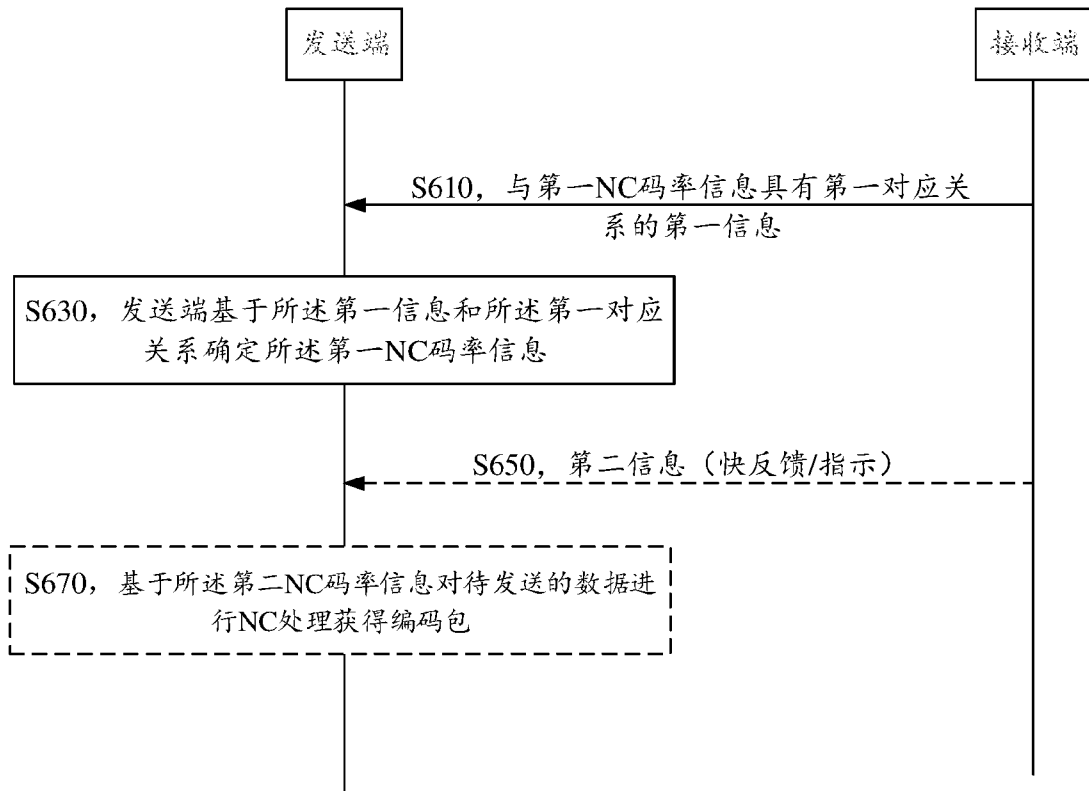 发送端
接收端
S610，与第一NC码率信息具有第一对应关
系的第一信息
S630，发送端基于所述第一信息和所述第一对应
关系确定所述第一NC码率信息
S650，第二信息（快反馈/指示）
S670，基于所述第二NC码率信息对待发送的数据进
行NC处理获得编码包